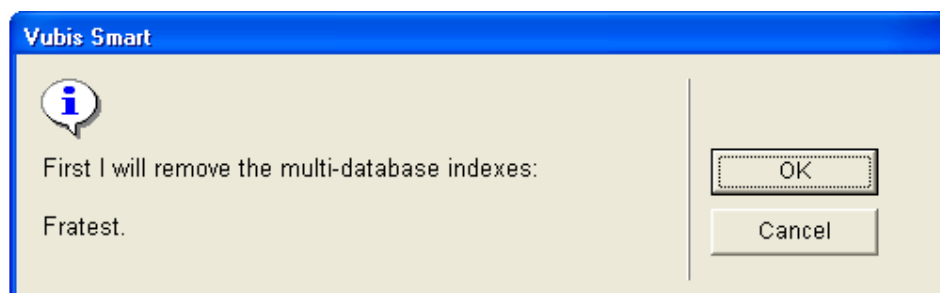 Vubis Smart
First I will remove the multi-database indexes:
OK
Fratest.
Cancel